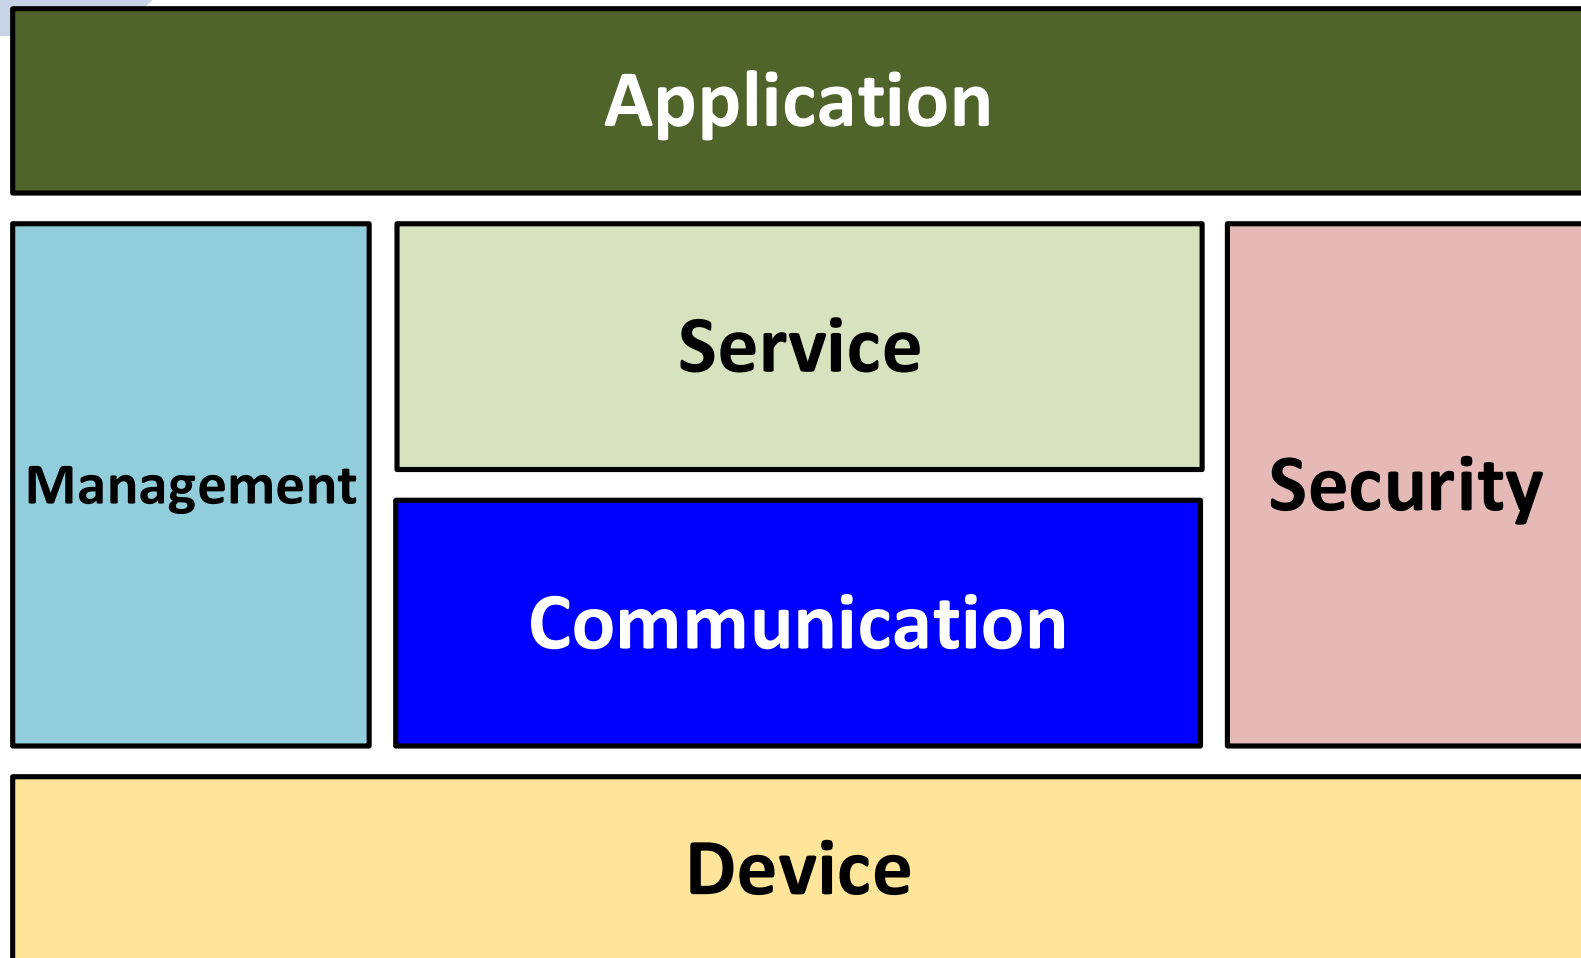 Application
Service
Management
Security
Communication
Device